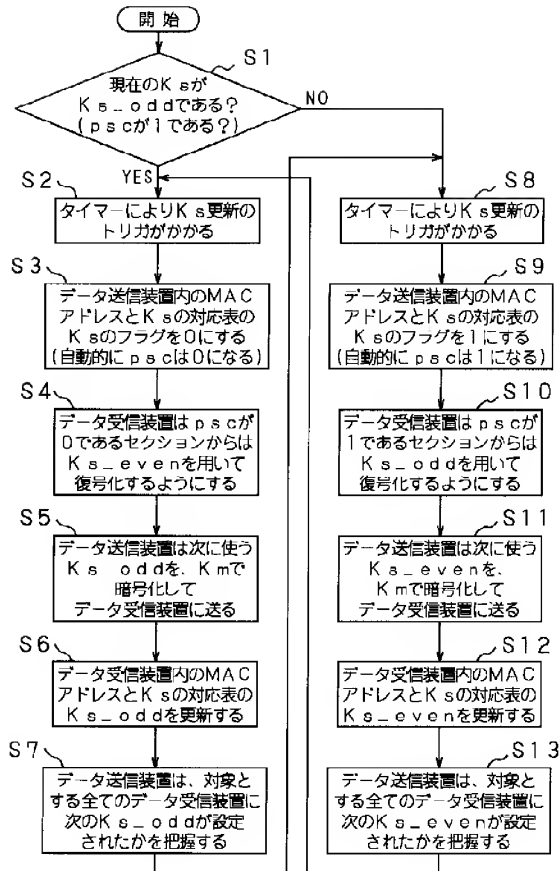 開始
S1
現在のKsが
Ks_oddである?
(pscが1である?)
NO
YES
S2
タイマーによりKs更新の
トリガがかかる
S3
データ送信装置内のMAC
アドレスとKsの対応表の
Ksのフラグを0にする
(自動的にpscは0になる)
S4
データ受信装置はpscが
0であるセクションからは
Ks_evenを用いて
復号化するようにする
S5
データ送信装置は次に使う
Ks_oddを、Kmで
暗号化して
データ受信装置に送る
S6
データ受信装置内のMAC
アドレスとKsの対応表の
Ks_oddを更新する
S7
データ送信装置は、対象と
する全てのデータ受信装置に
次のKs_oddが設定
されたかを把握する
S8
タイマーによりKs更新の
トリガがかかる
S9
データ送信装置内のMAC
アドレスとKsの対応表の
Ksのフラグを1にする
(自動的にpscは1になる)
S10
データ受信装置はpscが
1であるセクションからは
Ks_oddを用いて
復号化するようにする
S11
データ送信装置は次に使う
Ks_evenを、
Kmで暗号化して
データ受信装置に送る
S12
データ受信装置内のMAC
アドレスとKsの対応表の
Ks_evenを更新する
S13
データ送信装置は、対象と
する全てのデータ受信装置に
次のKs_evenが設定
されたかを把握する